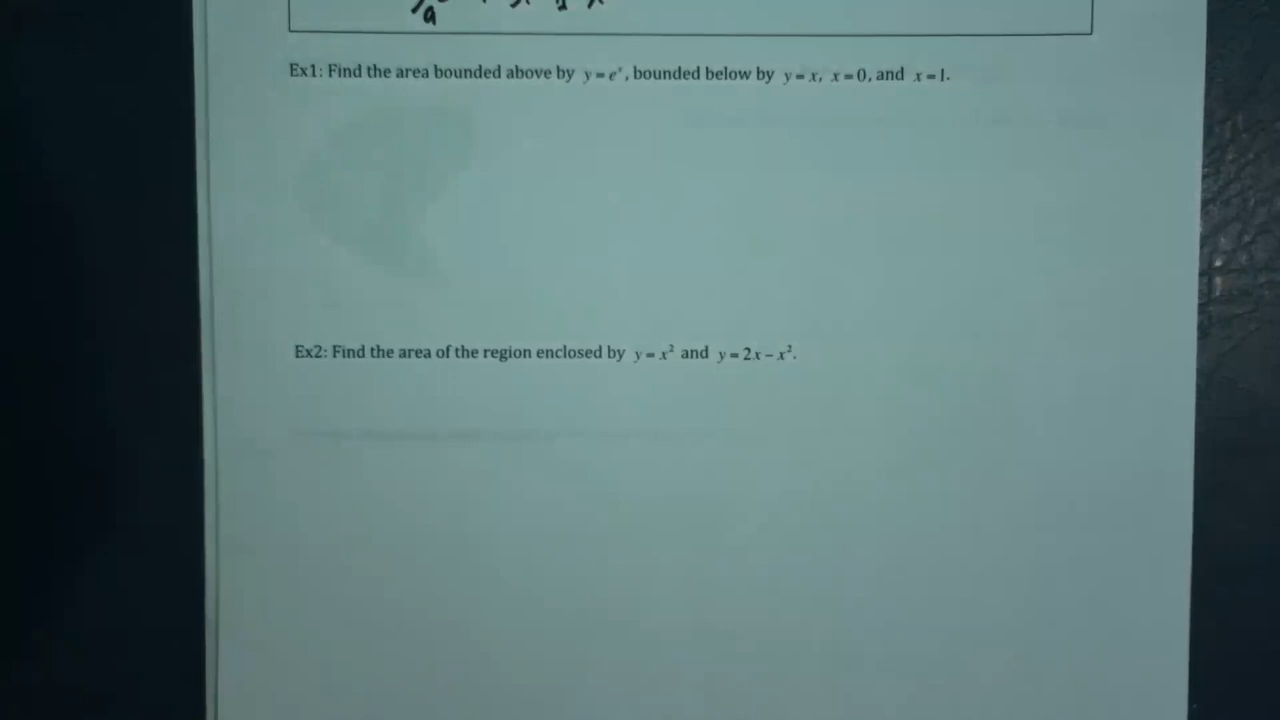 a
Ex1: Find the area bounded above by y = eˣ, bounded below by y = x, x = 0, and x = 1.
Ex2: Find the area of the region enclosed by y = x² and y = 2x − x².